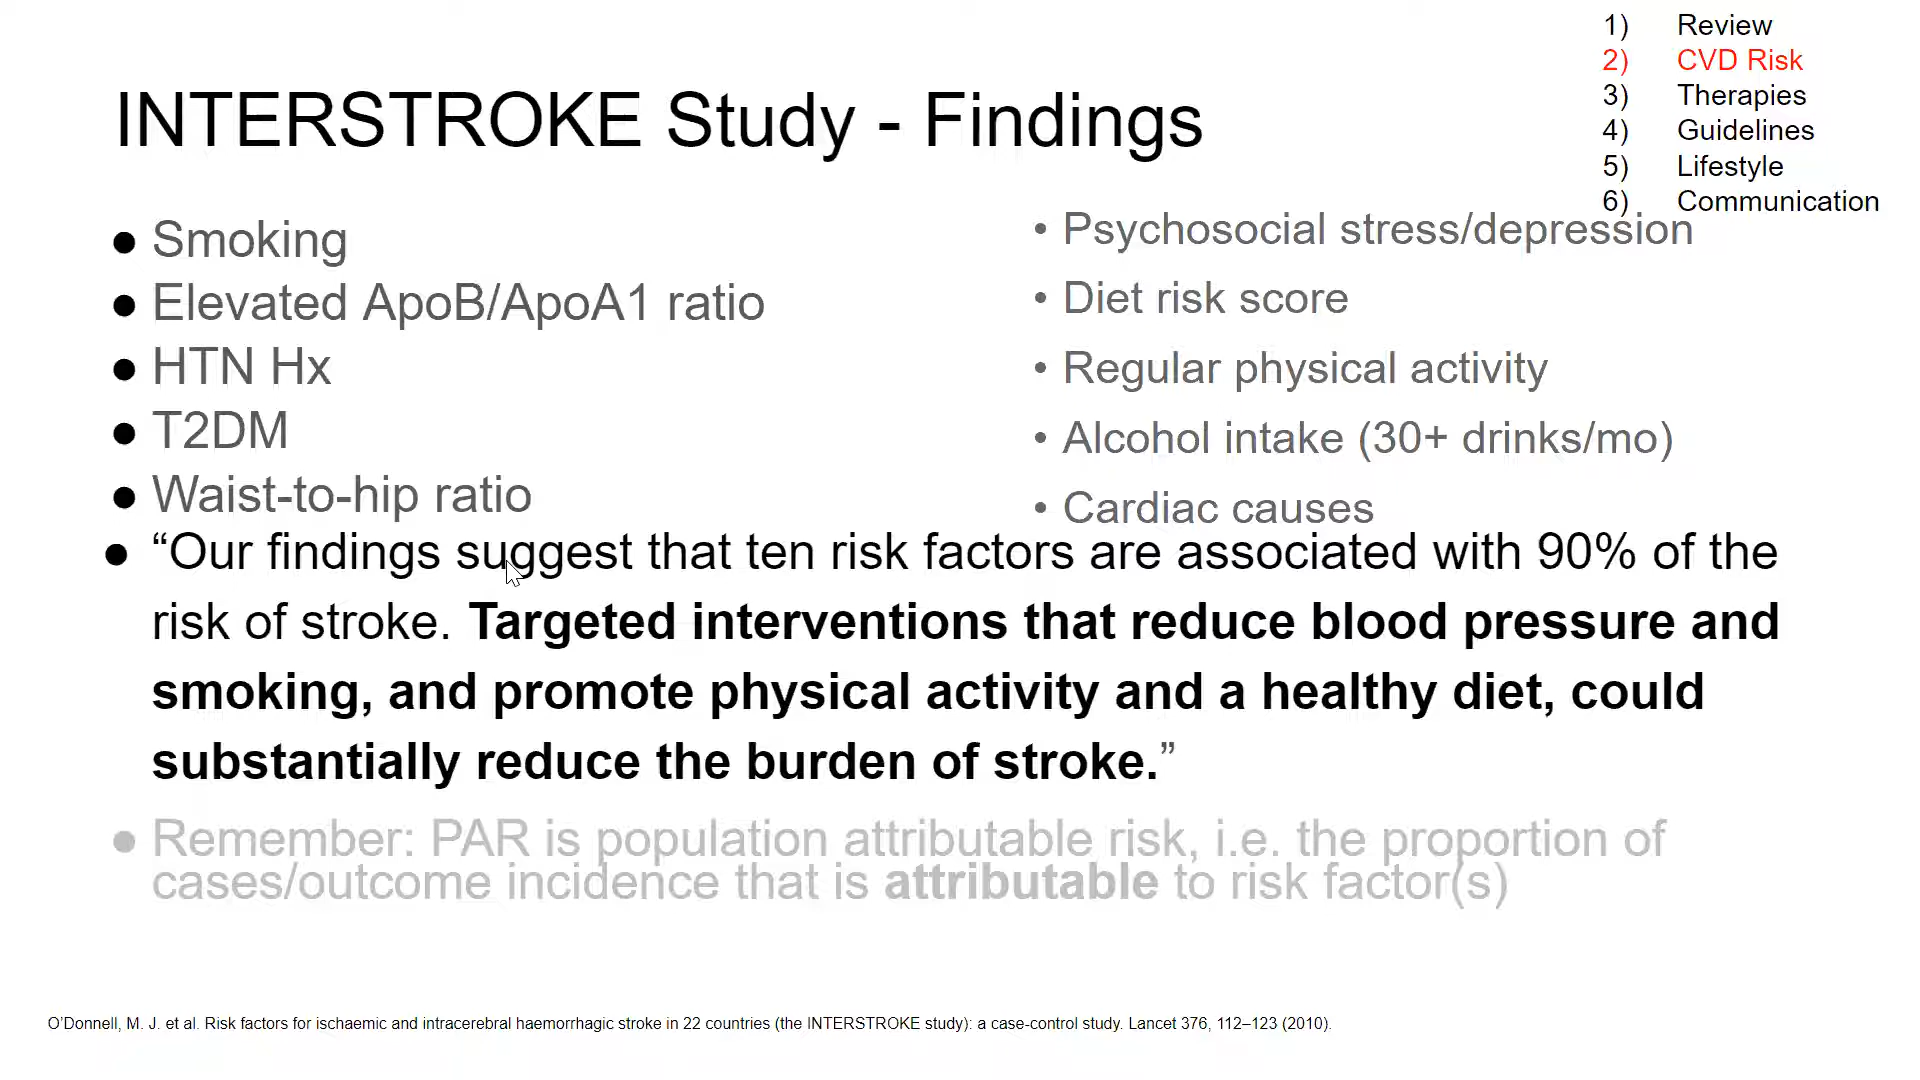 1) Review
2) CVD Risk
3) Therapies
4) Guidelines
5) Lifestyle
6) Communication
INTERSTROKE Study - Findings
● Smoking
● Elevated ApoB/ApoA1 ratio
● HTN Hx
● T2DM
● Waist-to-hip ratio
• Psychosocial stress/depression
• Diet risk score
• Regular physical activity
• Alcohol intake (30+ drinks/mo)
• Cardiac causes
● “Our findings suggest that ten risk factors are associated with 90% of the
risk of stroke. Targeted interventions that reduce blood pressure and
smoking, and promote physical activity and a healthy diet, could
substantially reduce the burden of stroke.”
● Remember: PAR is population attributable risk, i.e. the proportion of
cases/outcome incidence that is attributable to risk factor(s)
O’Donnell, M. J. et al. Risk factors for ischaemic and intracerebral haemorrhagic stroke in 22 countries (the INTERSTROKE study): a case-control study. Lancet 376, 112–123 (2010).